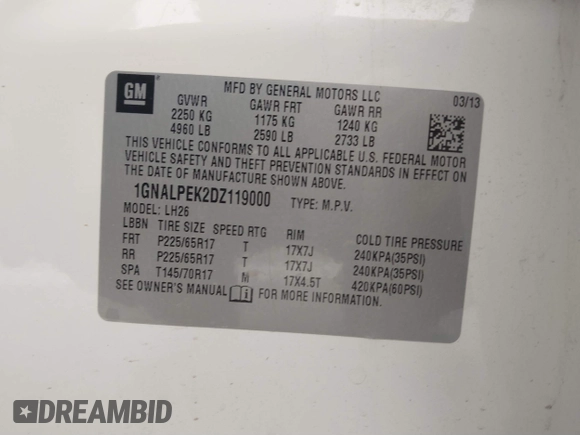 GM
MFD BY GENERAL MOTORS LLC
03/13
GVWR GAWR FRT GAWR RR
2250 KG 1175 KG 1240 KG
4960 LB 2590 LB 2733 LB
THIS VEHICLE CONFORMS TO ALL APPLICABLE U.S. FEDERAL MOTOR
VEHICLE SAFETY AND THEFT PREVENTION STANDARDS IN EFFECT ON
THE DATE OF MANUFACTURE SHOWN ABOVE.
1GNALPEK2DZ119000 TYPE: M.P.V.
MODEL: LH26
LBBN TIRE SIZE SPEED RTG RIM COLD TIRE PRESSURE
FRT P225/65R17 T 17X7J 240KPA(35PSI)
RR P225/65R17 T 17X7J 240KPA(35PSI)
SPA T145/70R17 M 17X4.5T 420KPA(60PSI)
SEE OWNER'S MANUAL FOR MORE INFORMATION.
DREAMBID